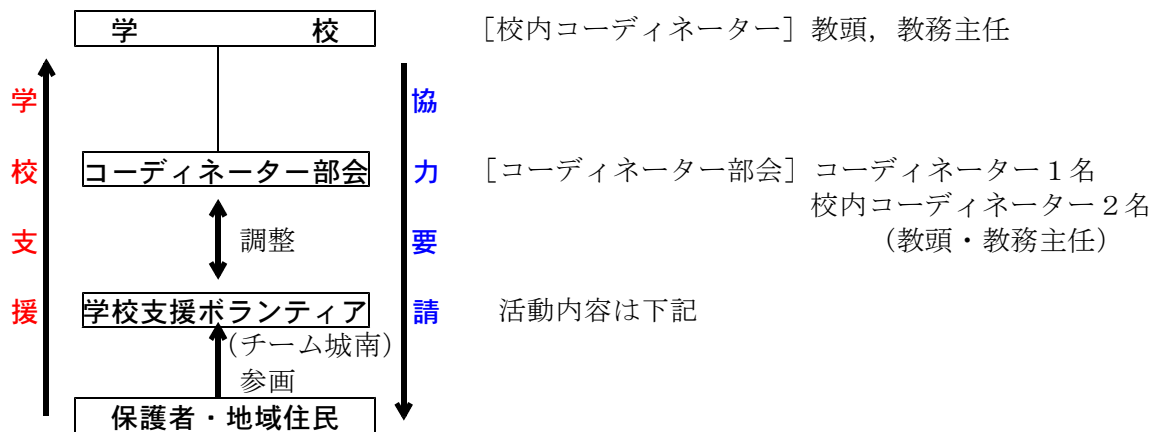 学　　　　　校
［校内コーディネーター］教頭，教務主任
学校支援
協力要請
コーディネーター部会
［コーディネーター部会］コーディネーター１名
校内コーディネーター２名
（教頭・教務主任）
調整
学校支援ボランティア
活動内容は下記
（チーム城南）
参画
保護者・地域住民